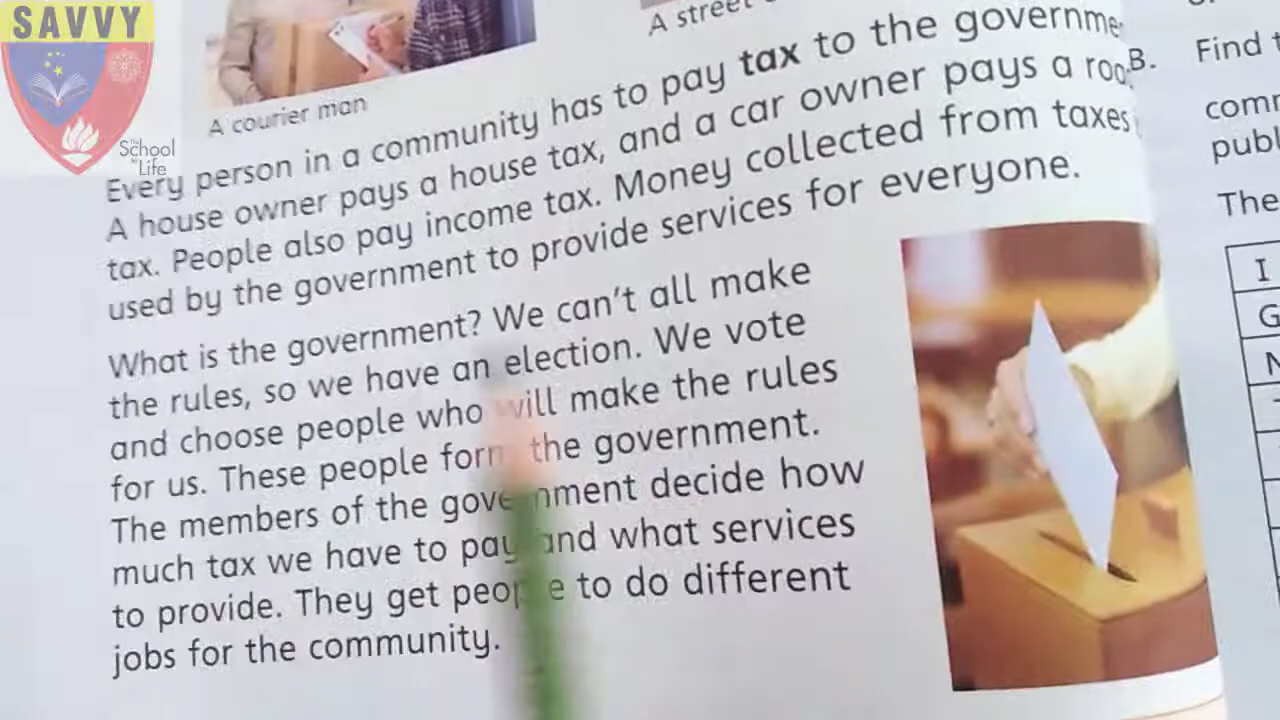 SAVVY
The School
for Life
A courier man
A street
Every person in a community has to pay tax to the governme
A house owner pays a house tax, and a car owner pays a roa
tax. People also pay income tax. Money collected from taxes
used by the government to provide services for everyone.
What is the government? We can't all make
the rules, so we have an election. We vote
and choose people who will make the rules
for us. These people form the government.
The members of the government decide how
much tax we have to pay and what services
to provide. They get people to do different
jobs for the community.
B. Find t
comm
publ
The
I
G
N